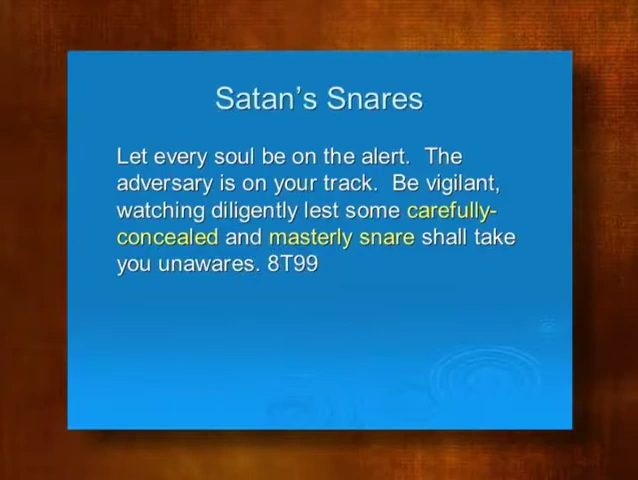 Satan's Snares
Let every soul be on the alert.  The
adversary is on your track.  Be vigilant,
watching diligently lest some carefully-
concealed and masterly snare shall take
you unawares. 8T99